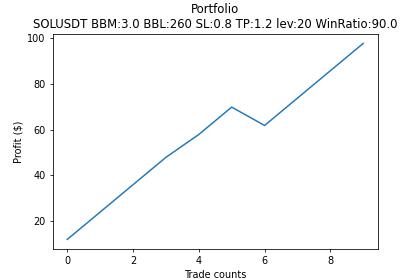 Portfolio
SOLUSDT BBM:3.0 BBL:260 SL:0.8 TP:1.2 lev:20 WinRatio:90.0
100
80
60
40
20
Profit ($)
0 2 4 6 8
Trade counts